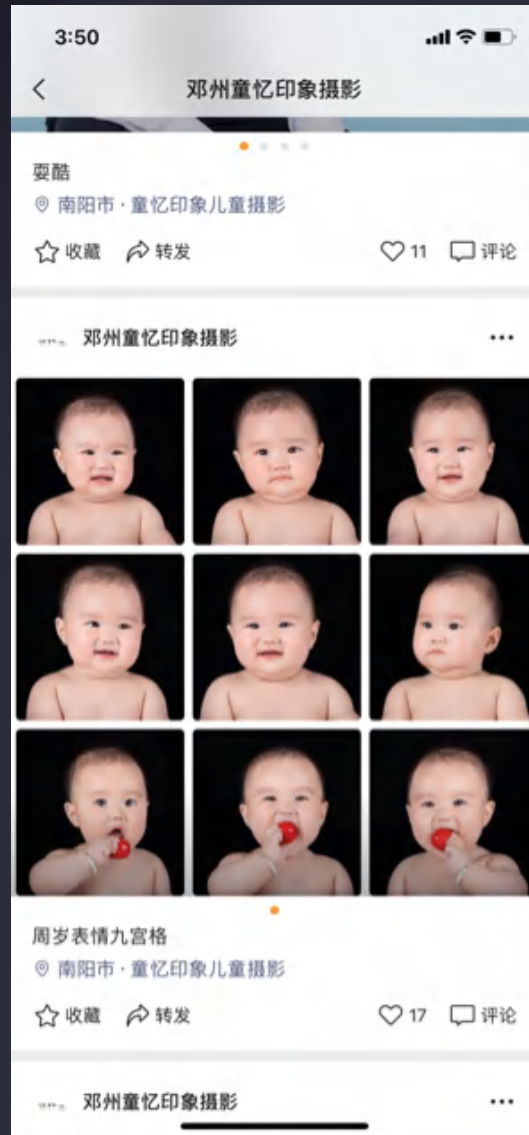 3:50
邓州童忆印象摄影
耍酷
南阳市·童忆印象儿童摄影
收藏 转发 11 评论
邓州童忆印象摄影
周岁表情九宫格
南阳市·童忆印象儿童摄影
收藏 转发 17 评论
邓州童忆印象摄影